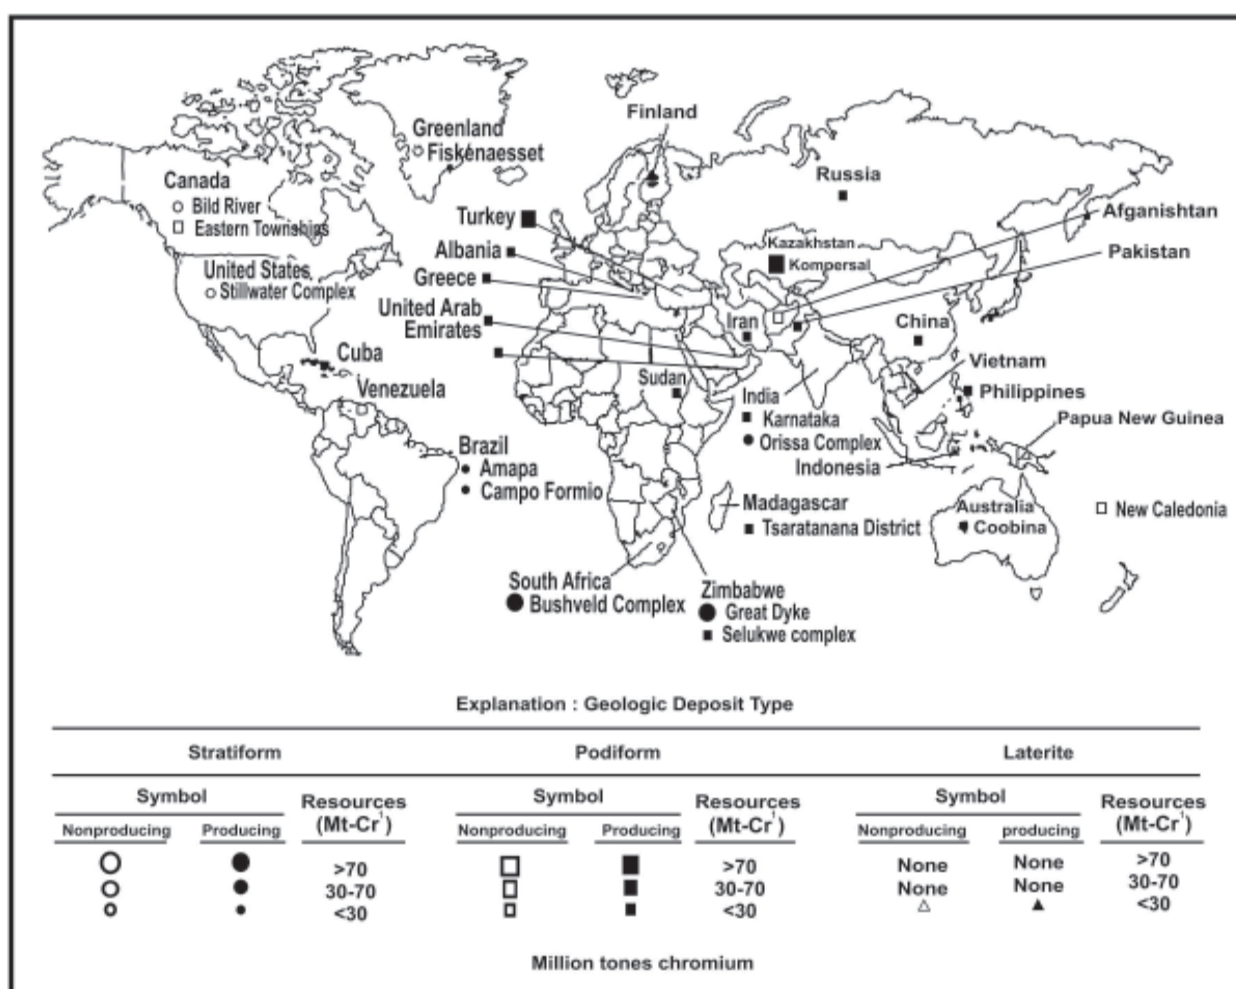 Finland
Greenland
Fiskénaesset
Canada
Bild River
Eastern Townships
Russia
Turkey
Afganishtan
Albania
Kazakhstan
Kompersal
Pakistan
United States
Stillwater Complex
Greece
United Arab
Emirates
Iran
China
Cuba
Vietnam
Venezuela
Sudan
India
Philippines
Karnataka
Papua New Guinea
Brazil
Orissa Complex
Amapa
Indonesia
Campo Formio
Madagascar
Australia
New Caledonia
Tsaratanana District
Coobina
South Africa
Bushveld Complex
Zimbabwe
Great Dyke
Selukwe complex
Explanation : Geologic Deposit Type
Stratiform Podiform Laterite
Symbol Resources Symbol Resources Symbol Resources
Nonproducing Producing (Mt-Cr¹) Nonproducing Producing (Mt-Cr¹) Nonproducing producing (Mt-Cr¹)
>70 >70 None None >70
30-70 30-70 None None 30-70
<30 <30 <30
Million tones chromium